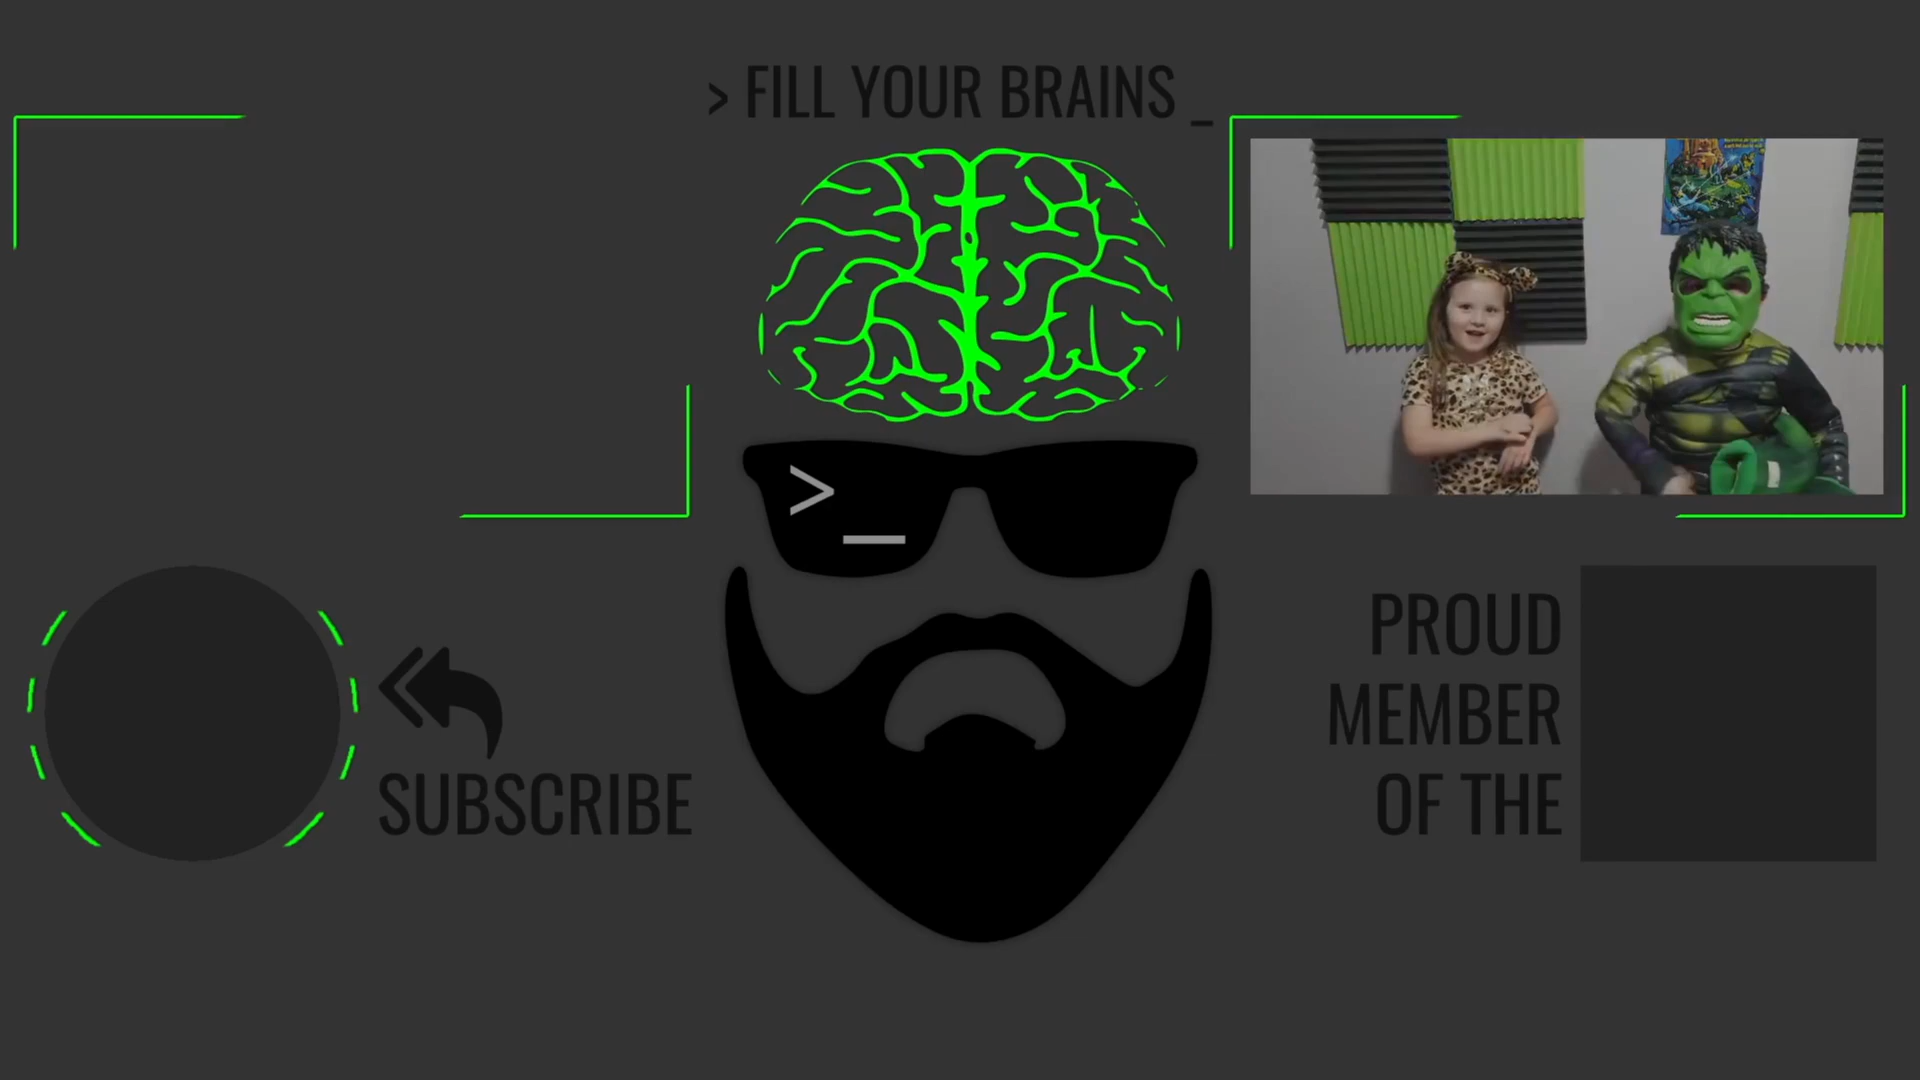 > FILL YOUR BRAINS _
>_
SUBSCRIBE
PROUD
MEMBER
OF THE